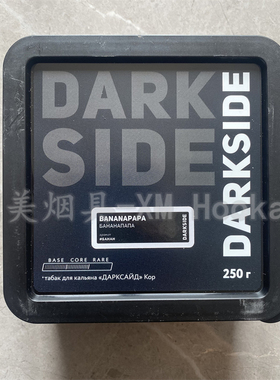 DARK
SIDE
DARKSIDE
美烟具-XM-Hooka
BANANAPAPA
БАНАНАПАПА
#БАНАН
DARKSIDE
BASE CORE RARE
*табак для кальяна «ДАРКСАЙД» Кор
250 г